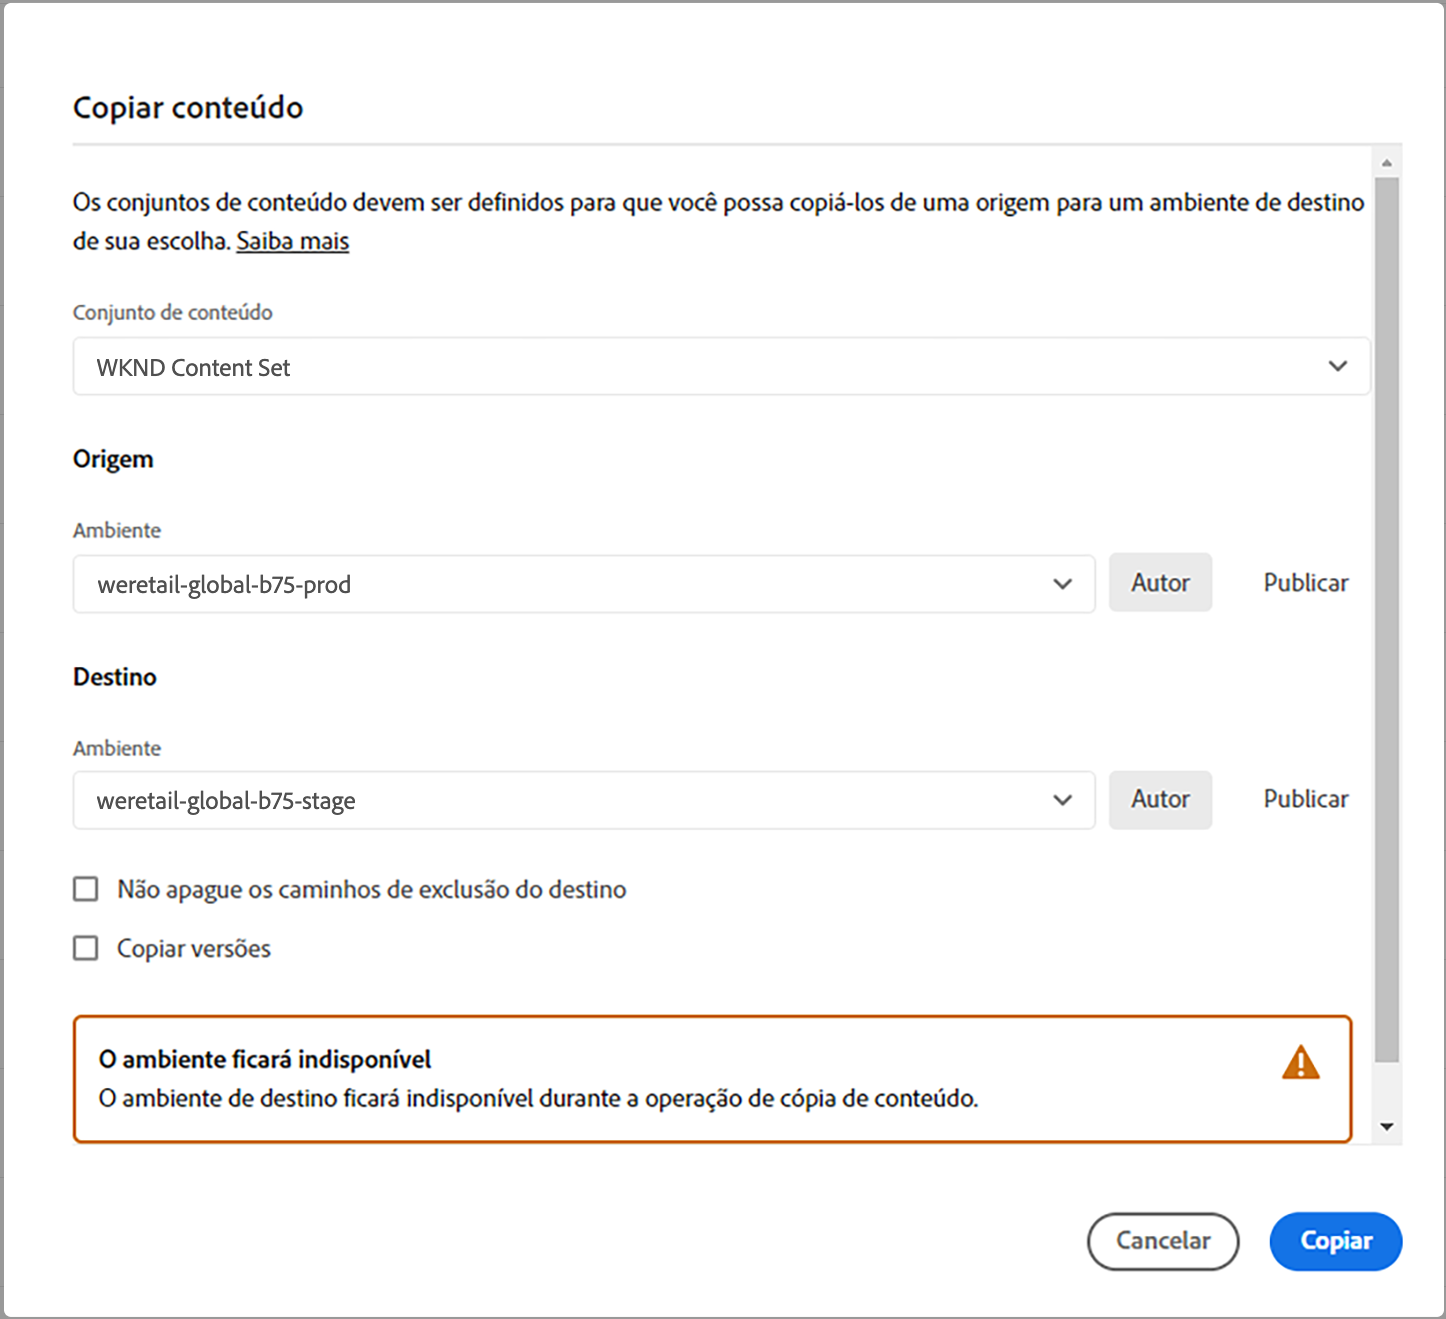 Copiar conteúdo
Os conjuntos de conteúdo devem ser definidos para que você possa copiá-los de uma origem para um ambiente de destino
de sua escolha. Saiba mais
Conjunto de conteúdo
WKND Content Set
Origem
Ambiente
weretail-global-b75-prod
Autor
Publicar
Destino
Ambiente
weretail-global-b75-stage
Autor
Publicar
Não apague os caminhos de exclusão do destino
Copiar versões
O ambiente ficará indisponível
O ambiente de destino ficará indisponível durante a operação de cópia de conteúdo.
Cancelar
Copiar